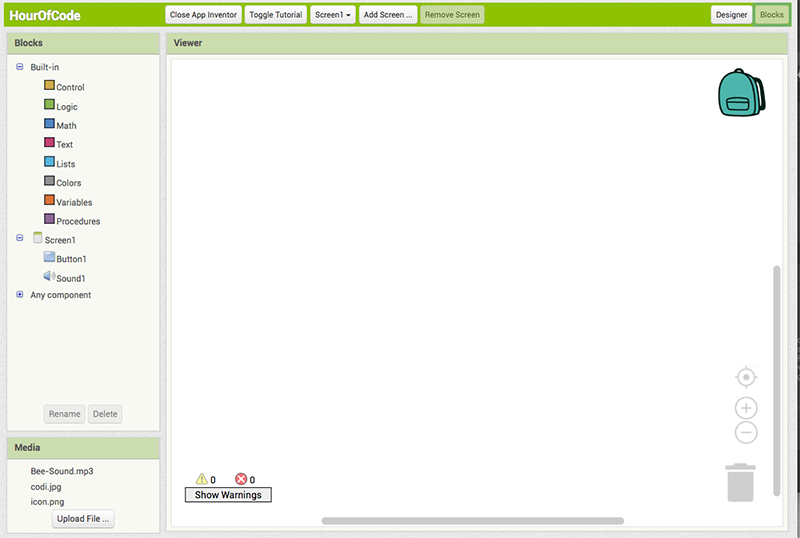 HourOfCode
Close App Inventor
Toggle Tutorial
Screen1
Add Screen ...
Remove Screen
Designer
Blocks
Blocks
Viewer
Built-in
Control
Logic
Math
Text
Lists
Colors
Variables
Procedures
Screen1
Button1
Sound1
Any component
Rename
Delete
Media
Bee-Sound.mp3
codi.jpg
icon.png
Upload File ...
0
0
Show Warnings